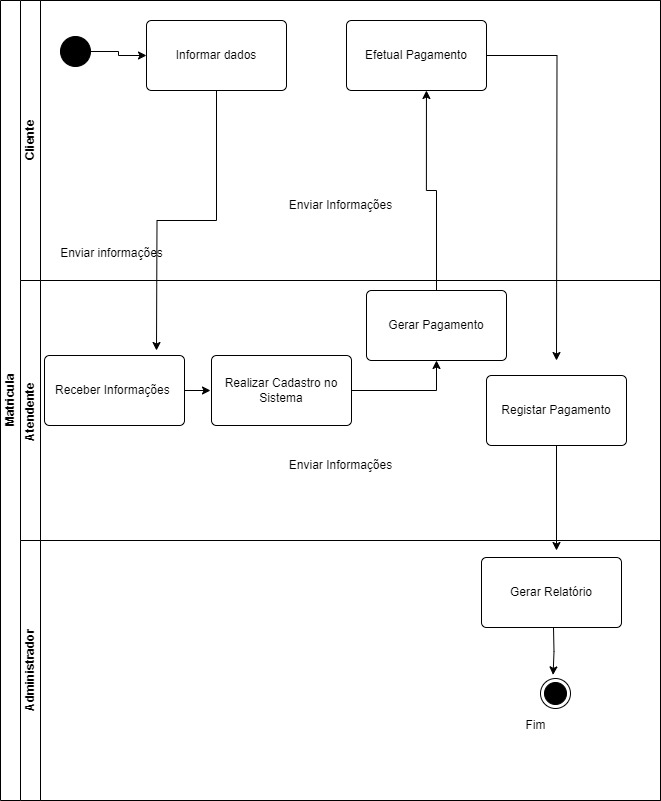 Matrícula
Cliente
Informar dados
Efetual Pagamento
Enviar Informações
Enviar informações
Atendente
Gerar Pagamento
Receber Informações
Realizar Cadastro no
Sistema
Registar Pagamento
Enviar Informações
Administrador
Gerar Relatório
Fim